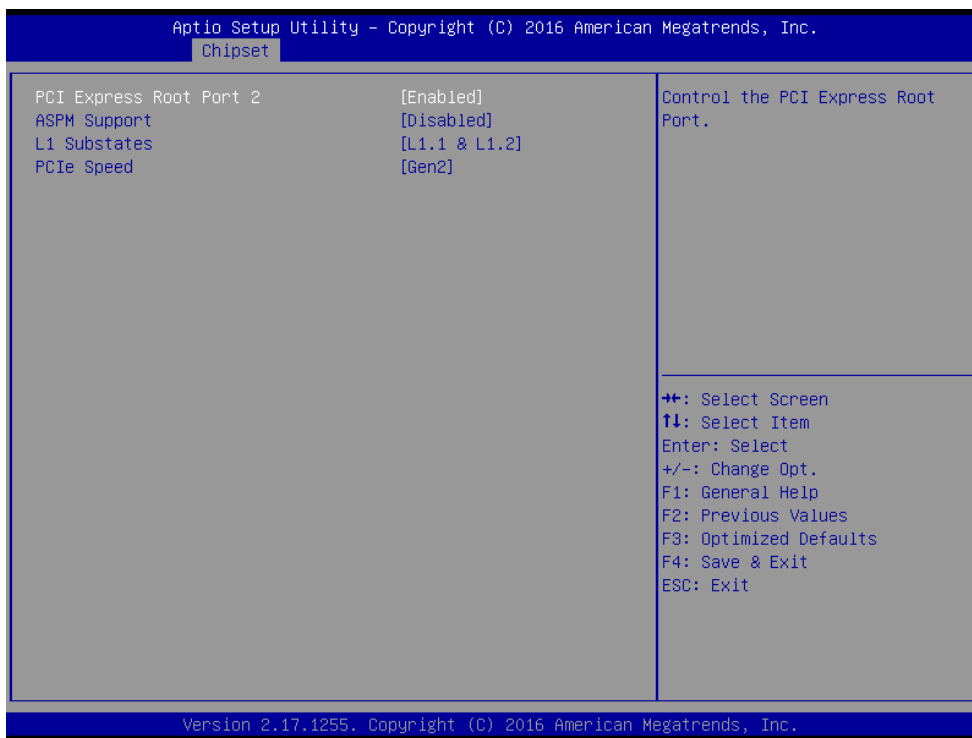 Aptio Setup Utility – Copyright (C) 2016 American Megatrends, Inc.
Chipset
PCI Express Root Port 2 [Enabled]
ASPM Support [Disabled]
L1 Substates [L1.1 & L1.2]
PCIe Speed [Gen2]
Control the PCI Express Root
Port.
→←: Select Screen
↑↓: Select Item
Enter: Select
+/-: Change Opt.
F1: General Help
F2: Previous Values
F3: Optimized Defaults
F4: Save & Exit
ESC: Exit
Version 2.17.1255. Copyright (C) 2016 American Megatrends, Inc.